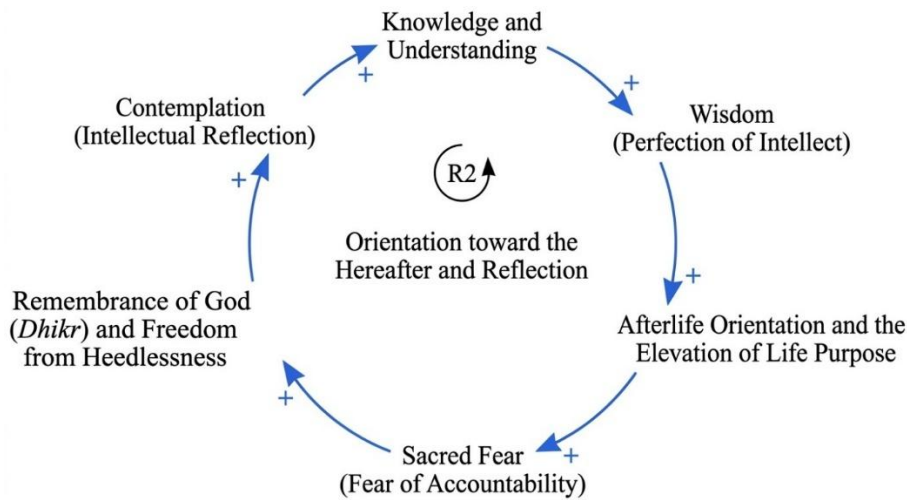 Knowledge and
Understanding
+
+
Contemplation
(Intellectual Reflection)
Wisdom
(Perfection of Intellect)
+
R2
Orientation toward the
Hereafter and Reflection
+
Remembrance of God
(Dhikr) and Freedom
from Heedlessness
Afterlife Orientation and the
Elevation of Life Purpose
+
+
Sacred Fear
(Fear of Accountability)